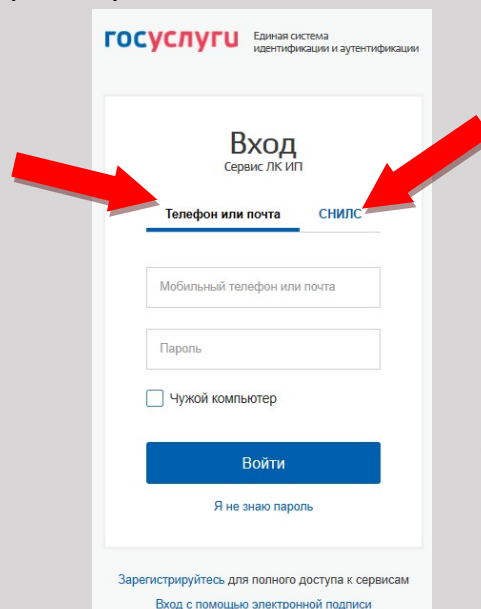 госуслуги
Единая система
идентификации и аутентификации
Вход
Сервис ЛК ИП
Телефон или почта СНИЛС
Мобильный телефон или почта
Пароль
Чужой компьютер
Войти
Я не знаю пароль
Зарегистрируйтесь для полного доступа к сервисам
Вход с помощью электронной подписи